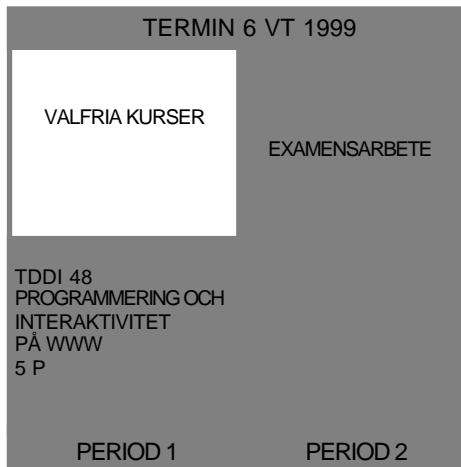 TERMIN 6 VT 1999
VALFRIA KURSER
EXAMENSARBETE
TDDI 48
PROGRAMMERING OCH
INTERAKTIVITET
PÅ WWW
5 P
PERIOD 1
PERIOD 2